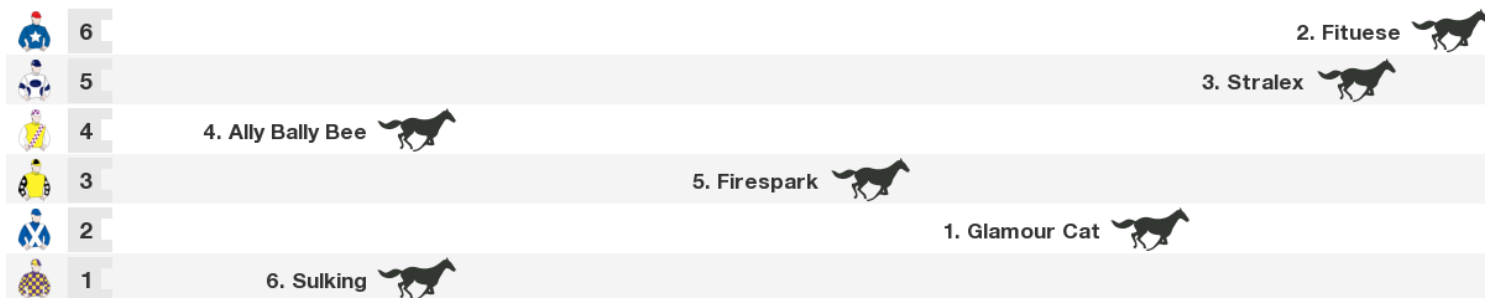 6 2. Fituese
5 3. Stralex
4 4. Ally Bally Bee
3 5. Firespark
2 1. Glamour Cat
1 6. Sulking